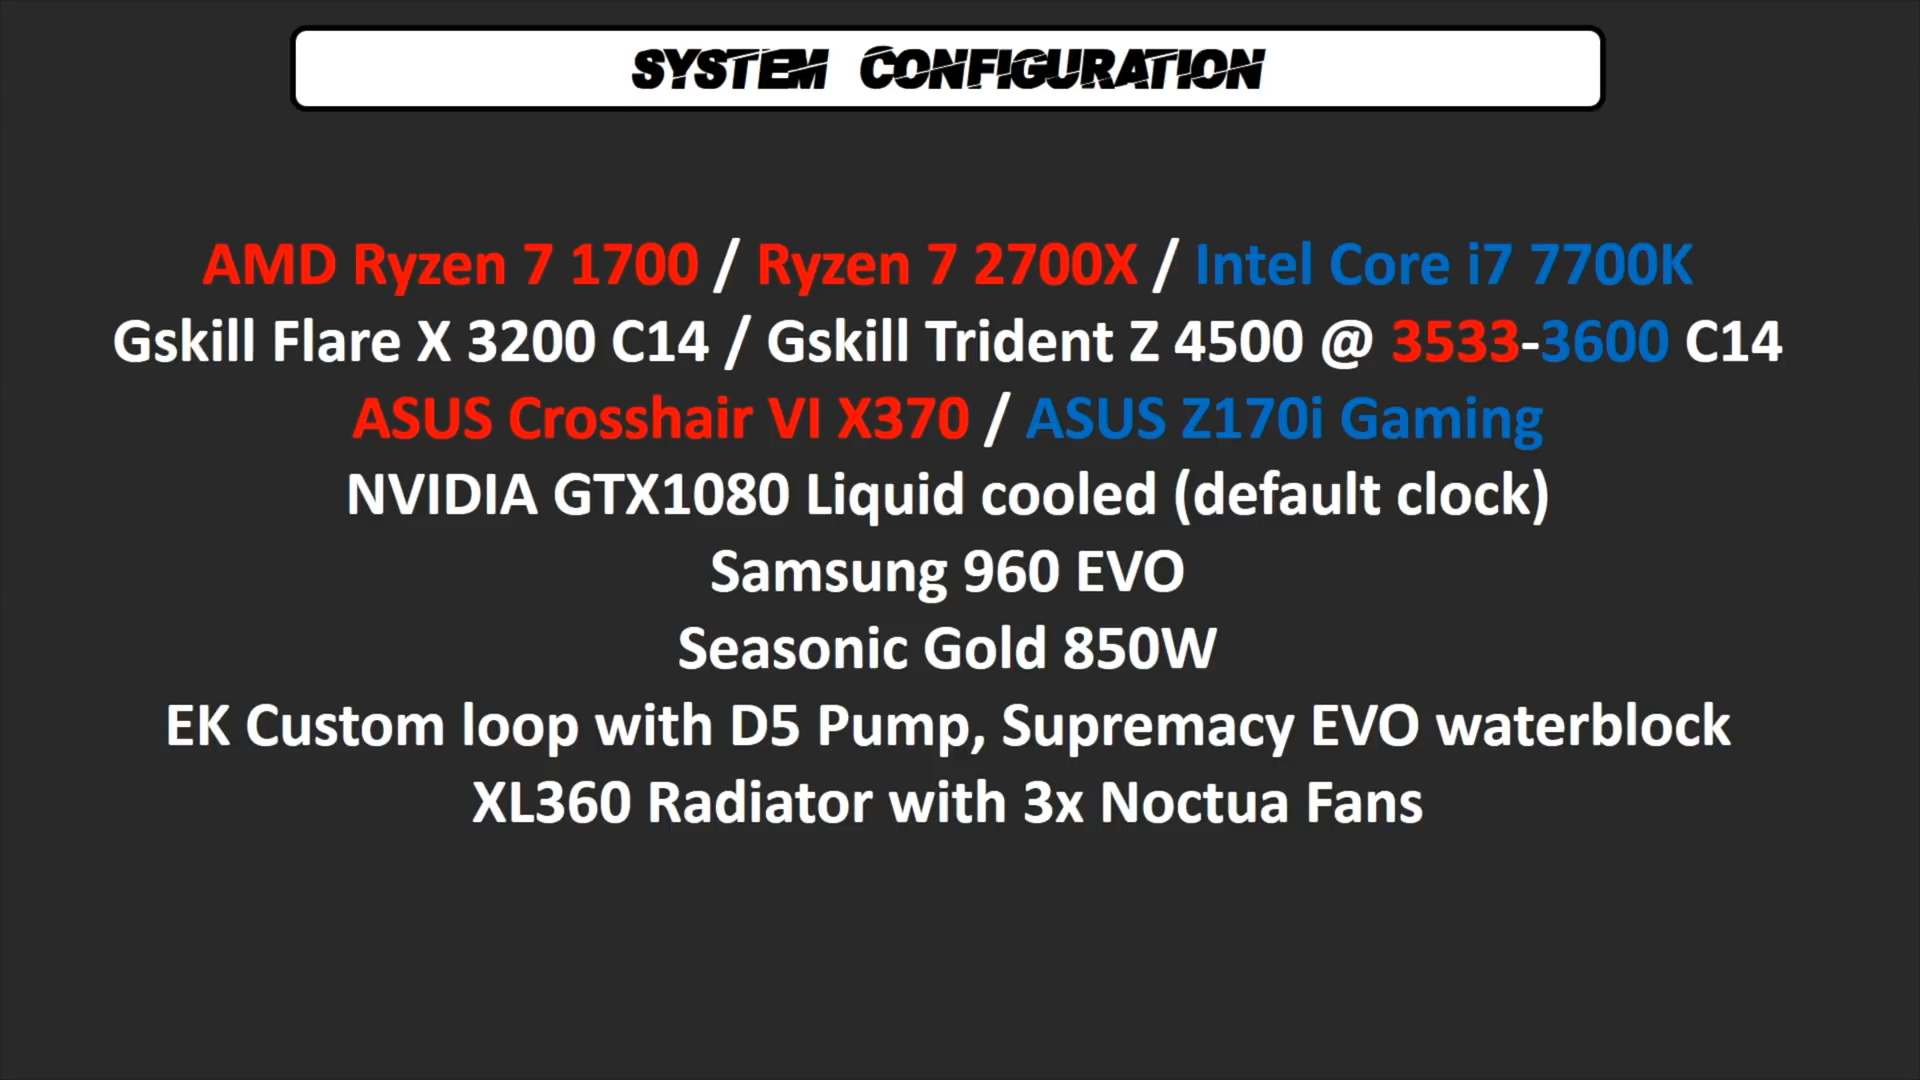 SYSTEM CONFIGURATION
AMD Ryzen 7 1700 / Ryzen 7 2700X / Intel Core i7 7700K
Gskill Flare X 3200 C14 / Gskill Trident Z 4500 @ 3533-3600 C14
ASUS Crosshair VI X370 / ASUS Z170i Gaming
NVIDIA GTX1080 Liquid cooled (default clock)
Samsung 960 EVO
Seasonic Gold 850W
EK Custom loop with D5 Pump, Supremacy EVO waterblock
XL360 Radiator with 3x Noctua Fans